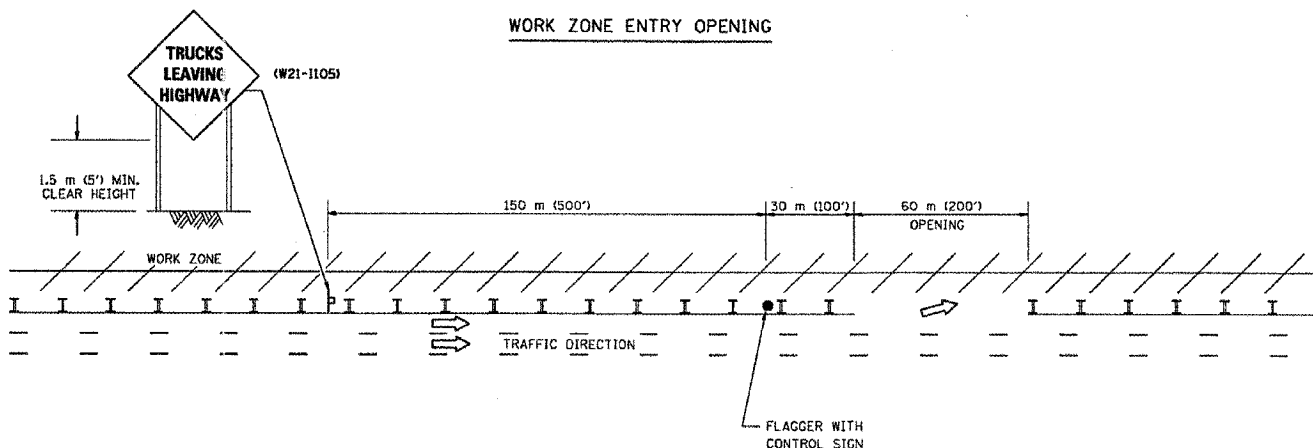 WORK ZONE ENTRY OPENING
TRUCKS
LEAVING
HIGHWAY
(W21-I105)
1.5 m (5') MIN.
CLEAR HEIGHT
150 m (500')
30 m (100')
60 m (200')
OPENING
WORK ZONE
TRAFFIC DIRECTION
FLAGGER WITH
CONTROL SIGN